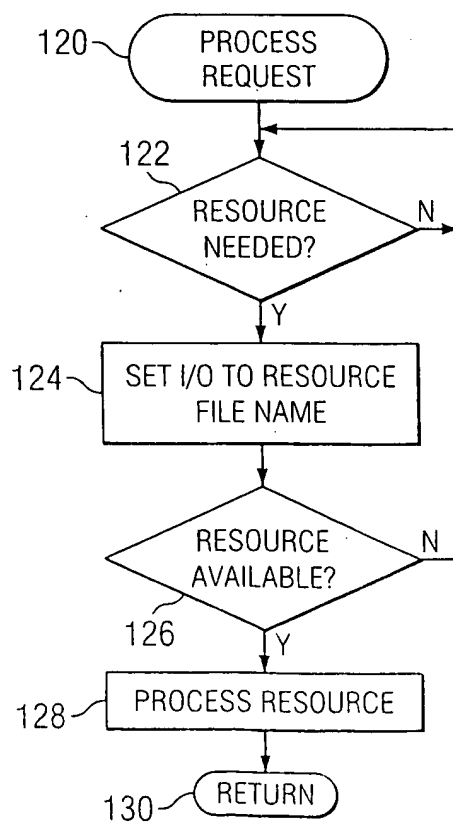 120
PROCESS
REQUEST
122
RESOURCE
NEEDED?
N
Y
124
SET I/O TO RESOURCE
FILE NAME
RESOURCE
AVAILABLE?
N
126
Y
128
PROCESS RESOURCE
130
RETURN